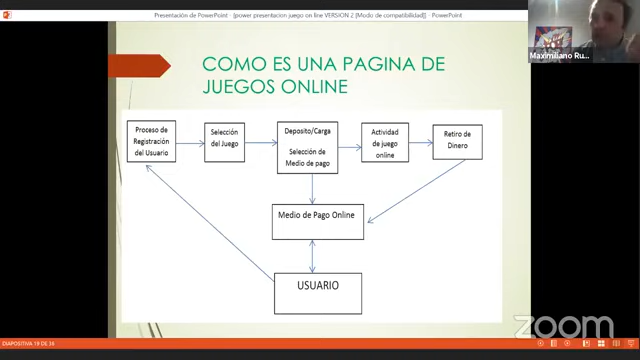 Presentación de PowerPoint - [power presentacion juego on line VERSION 2 [Modo de compatibilidad]] - PowerPoint
Maximiliano Ru...
COMO ES UNA PAGINA DE
JUEGOS ONLINE
Proceso de
Registración
del Usuario
Selección
del Juego
Deposito/Carga
Selección de
Medio de pago
Actividad
de juego
online
Retiro de
Dinero
Medio de Pago Online
USUARIO
zoom
DIAPOSITIVA 19 DE 36